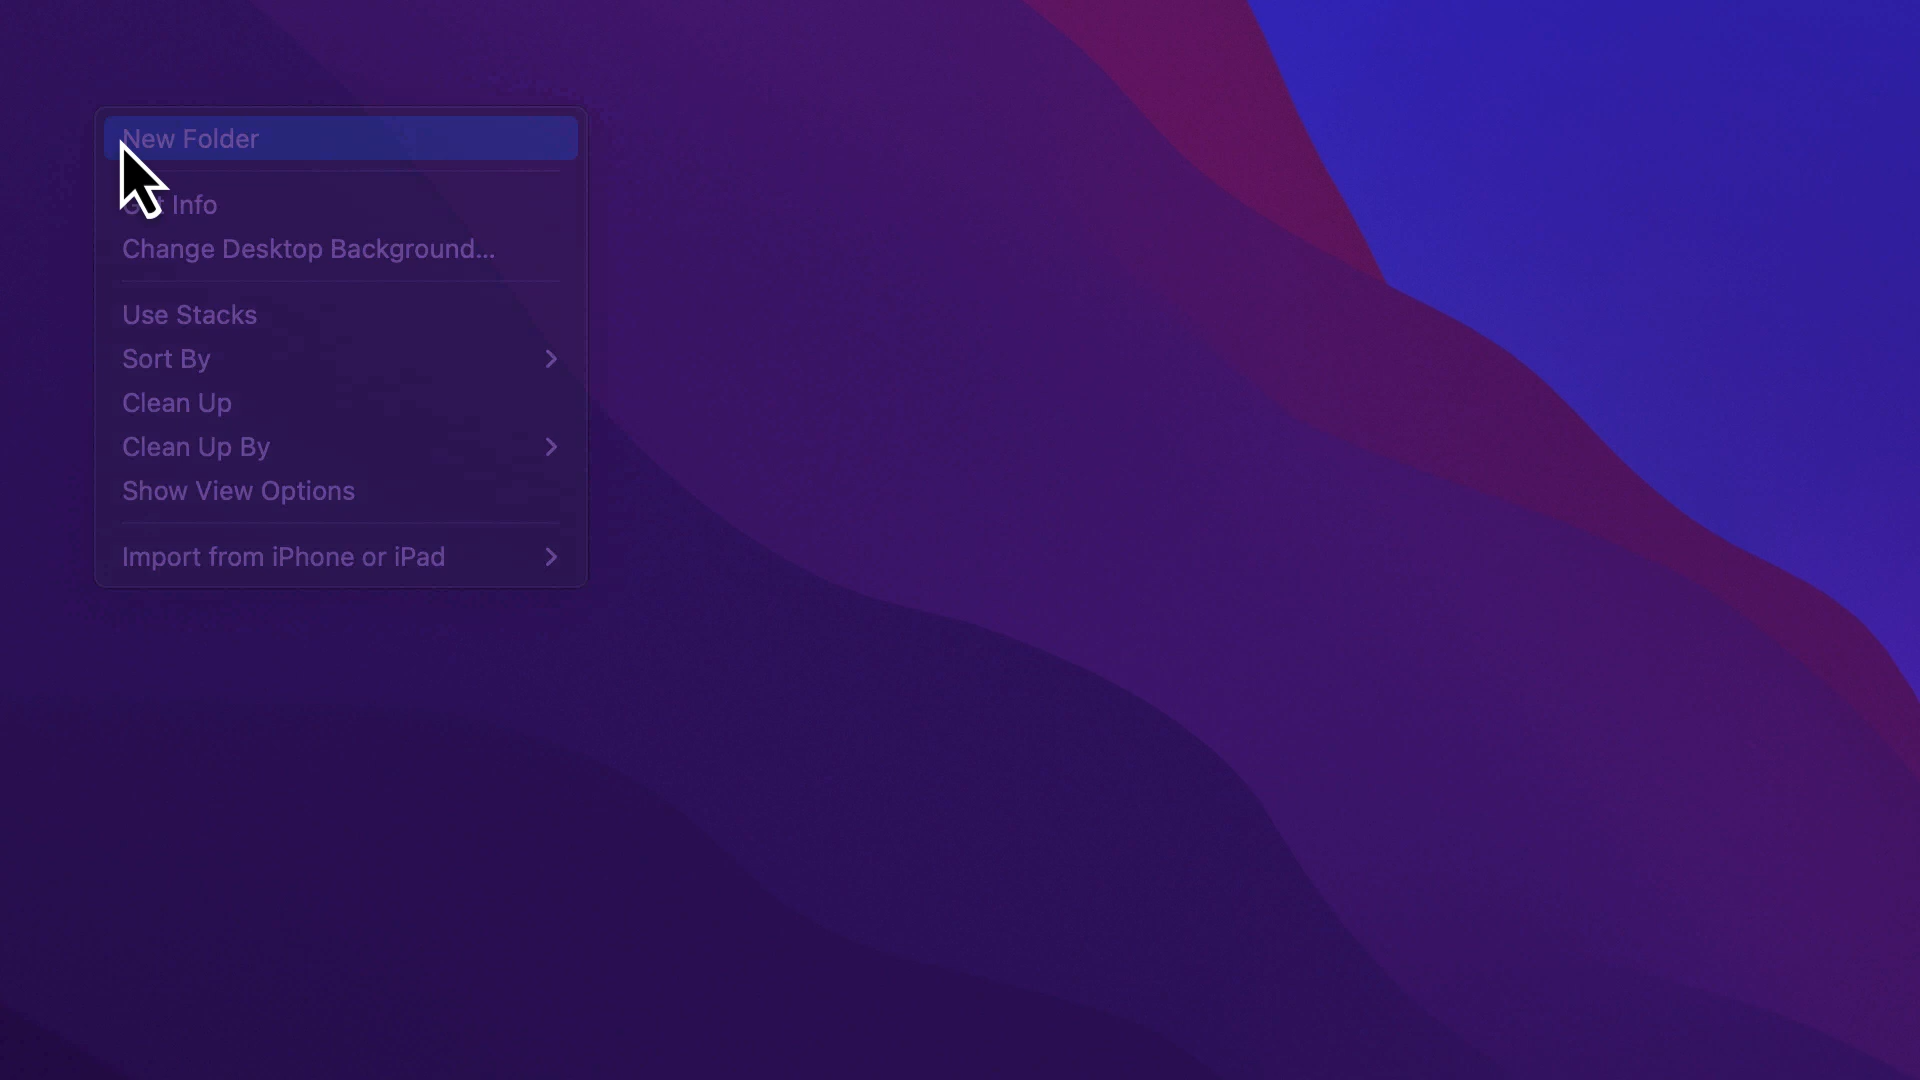 New Folder
Get Info
Change Desktop Background...
Use Stacks
Sort By
Clean Up
Clean Up By
Show View Options
Import from iPhone or iPad